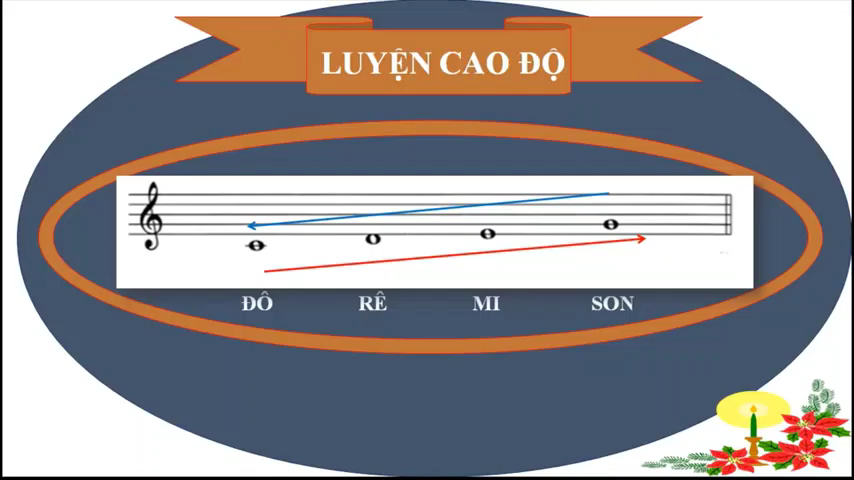 LUYỆN CAO ĐỘ
ĐÔ RÊ MI SON